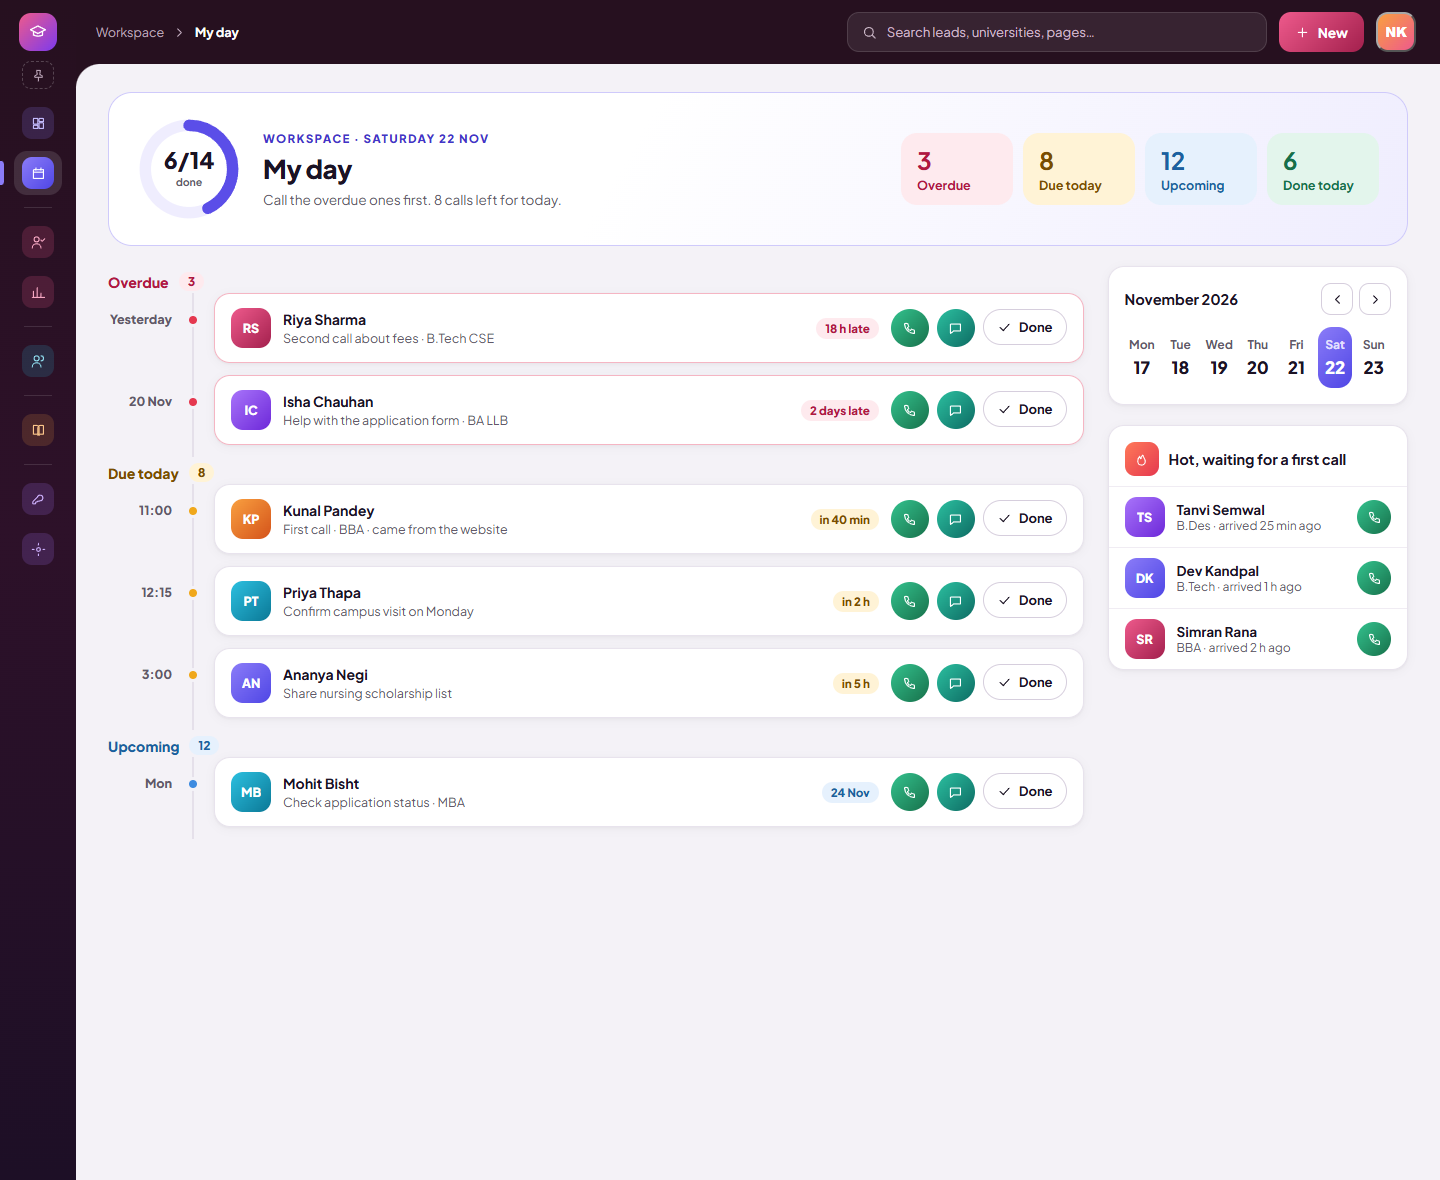 Workspace > My day
Search leads, universities, pages...
+ New
NK
6/14
done
WORKSPACE · SATURDAY 22 NOV
My day
Call the overdue ones first. 8 calls left for today.
3
Overdue
8
Due today
12
Upcoming
6
Done today
Overdue 3
Yesterday
RS
Riya Sharma
Second call about fees · B.Tech CSE
18 h late
Done
20 Nov
IC
Isha Chauhan
Help with the application form · BA LLB
2 days late
Done
Due today 8
11:00
KP
Kunal Pandey
First call · BBA · came from the website
in 40 min
Done
12:15
PT
Priya Thapa
Confirm campus visit on Monday
in 2 h
Done
3:00
AN
Ananya Negi
Share nursing scholarship list
in 5 h
Done
Upcoming 12
Mon
MB
Mohit Bisht
Check application status · MBA
24 Nov
Done
November 2026
Mon Tue Wed Thu Fri Sat Sun
17 18 19 20 21 22 23
Hot, waiting for a first call
TS
Tanvi Semwal
B.Des · arrived 25 min ago
DK
Dev Kandpal
B.Tech · arrived 1 h ago
SR
Simran Rana
BBA · arrived 2 h ago